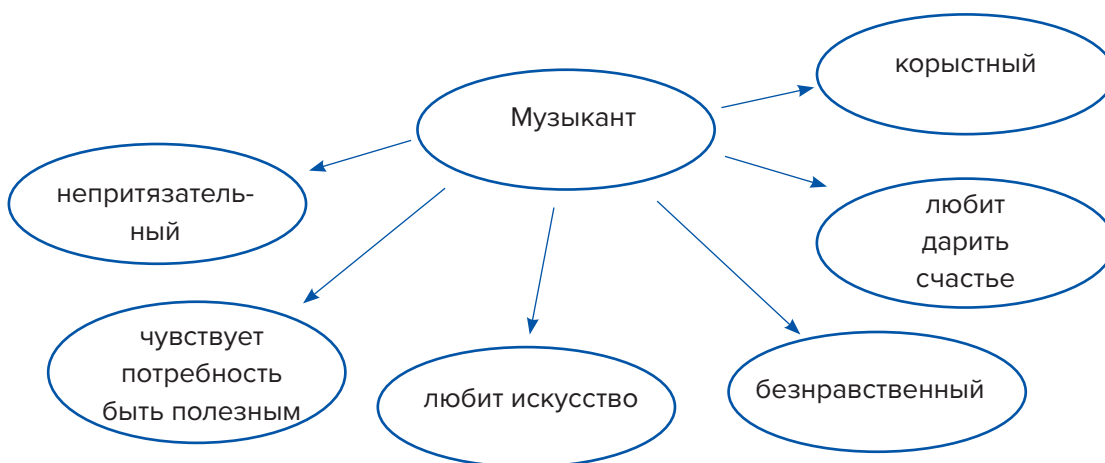 корыстный
Музыкант
непритязатель-
ный
любит
дарить
счастье
чувствует
потребность
быть полезным
любит искусство
безнравственный